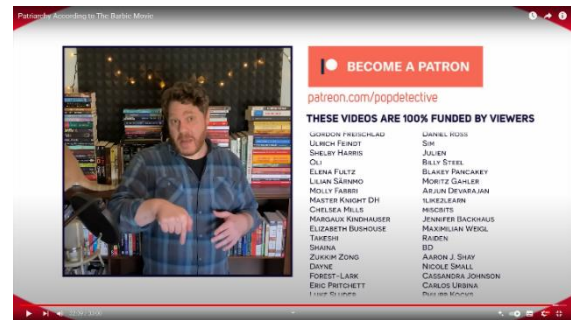 Patriarchy According to The Barbie Movie
BECOME A PATRON
patreon.com/popdetective
THESE VIDEOS ARE 100% FUNDED BY VIEWERS
GORDON FREISCHLAD
ULRICH FEINDT
SHELBY HARRIS
OLI
ELENA FULTZ
LILIAN SÄRNMO
MOLLY FABBRI
MASTER KNIGHT DH
CHELSEA MILLS
MARGAUX KINDHAUSER
ELIZABETH BUSHOUSE
TAKESHI
SHAINA
ZUKKIM ZONG
DAYNE
FOREST-LARK
ERIC PRITCHETT
DANIEL ROSS
SIM
JULIEN
BILLY STEEL
BLAKEY PANCAKEY
MORITZ GAHLER
ARJUN DEVARAJAN
1LIKE2LEARN
MISCBITS
JENNIFER BACKHAUS
MAXIMILIAN WEIGL
RAIDEN
BD
AARON J. SHAY
NICOLE SMALL
CASSANDRA JOHNSON
CARLOS URBINA